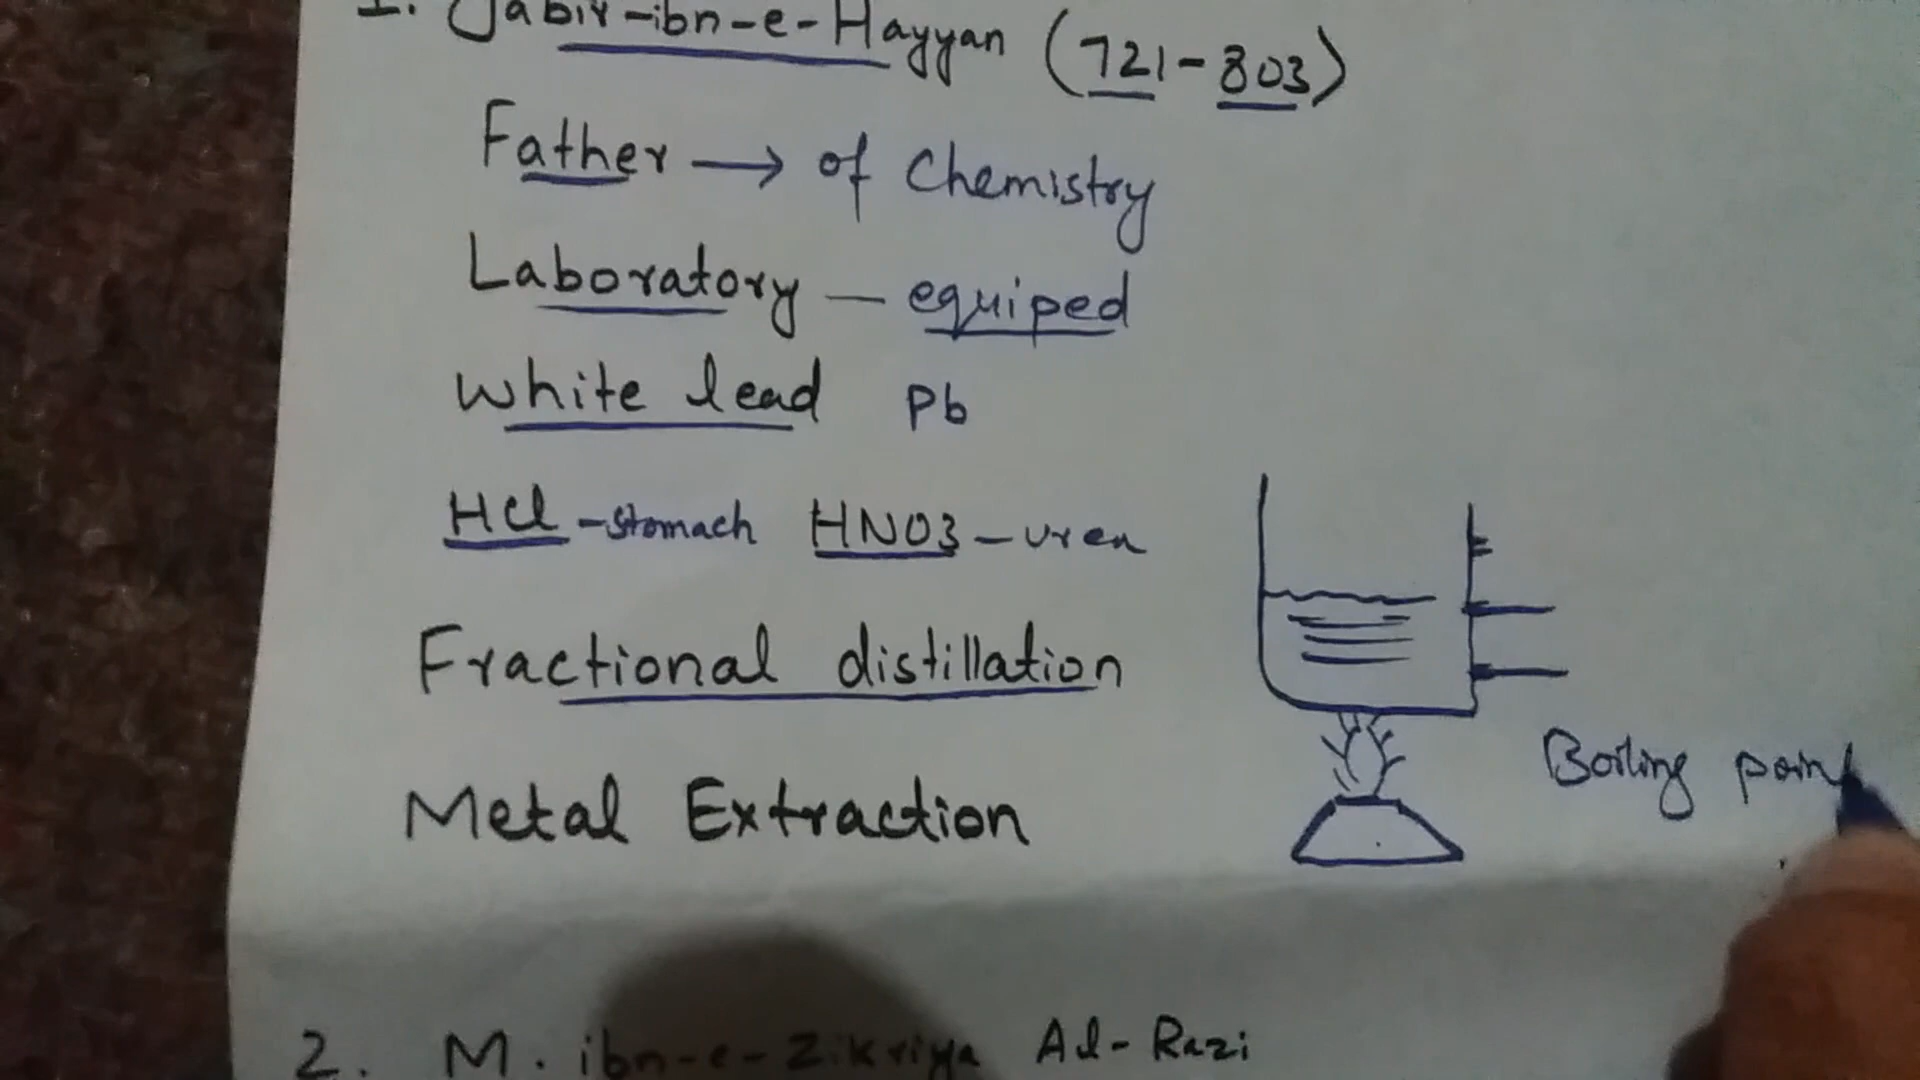 1. Jabir-ibn-e-Hayyan (721-803)
Father → of Chemistry
Laboratory - equiped
White lead Pb
HCl - stomach HNO3 - urea
Fractional distillation
Boiling point
Metal Extraction
2. M. ibn-e-Zikriya Al-Razi